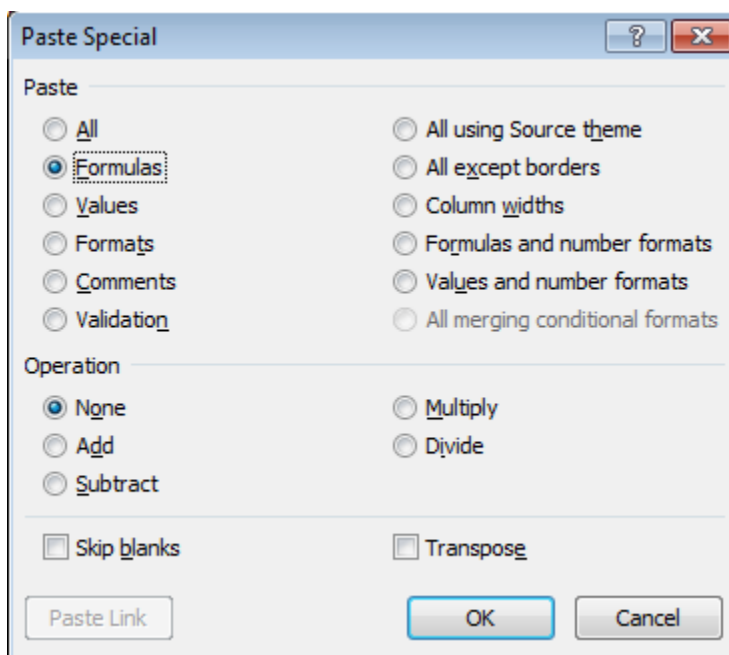 Paste Special
Paste
All
All using Source theme
Formulas
All except borders
Values
Column widths
Formats
Formulas and number formats
Comments
Values and number formats
Validation
All merging conditional formats
Operation
None
Multiply
Add
Divide
Subtract
Skip blanks
Transpose
Paste Link
OK
Cancel